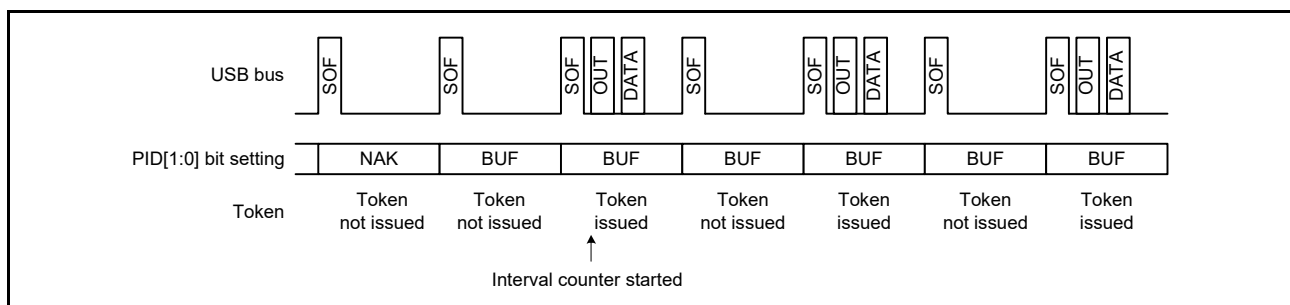 USB bus SOF SOF SOF OUT DATA SOF SOF OUT DATA SOF SOF OUT DATA
PID[1:0] bit setting NAK BUF BUF BUF BUF BUF BUF
Token Token not issued Token not issued Token issued Token not issued Token issued Token not issued Token issued
Interval counter started